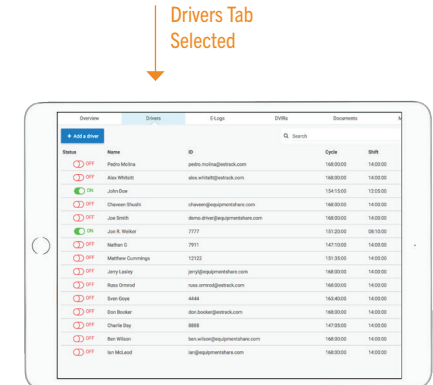 Drivers Tab
Selected
Overview Drivers E-Logs DVIRs Documents M
+ Add a driver Search
Status Name ID Cycle Shift
OFF Pedro Molina pedro.molina@estrack.com 168:00:00 14:00:00
OFF Alex Whitsitt alex.whitsitt@estrack.com 168:00:00 14:00:00
ON John Doe 154:15:00 12:05:00
OFF Chaveen Shushi chaveen@equipmentshare.com 168:00:00 14:00:00
OFF Joe Smith demo.driver@equipmentshare.com 168:00:00 14:00:00
ON Jon R. Walker 7777 151:23:00 08:10:00
OFF Nathan G 7911 147:10:00 14:00:00
OFF Matthew Cummings 12122 151:35:00 14:00:00
OFF Jerry Lasley jerryl@equipmentshare.com 168:00:00 14:00:00
OFF Russ Ormrod russ.ormrod@estrack.com 168:00:00 14:00:00
OFF Sven Goye 4444 163:40:00 14:00:00
OFF Don Booker don.booker@estrack.com 168:00:00 14:00:00
OFF Charlie Day 8888 147:05:00 14:00:00
OFF Ben Wilson ben.wilson@equipmentshare.com 168:00:00 14:00:00
OFF Ian McLeod ian@equipmentshare.com 168:00:00 14:00:00